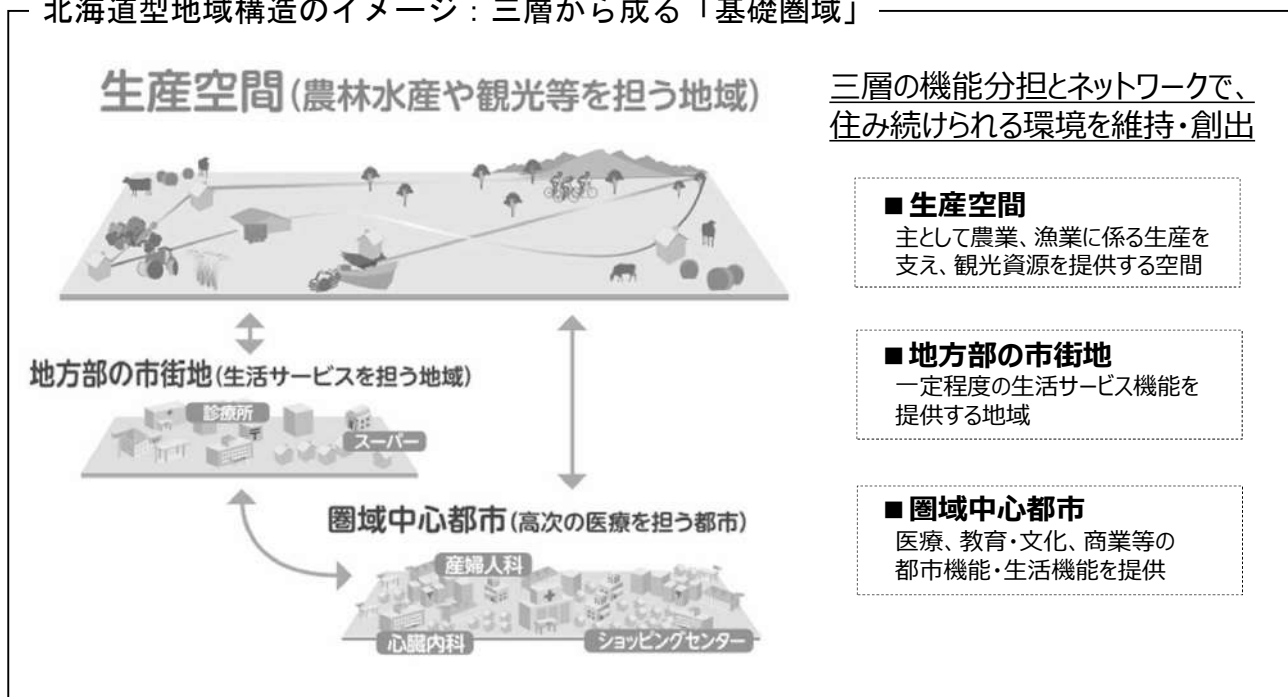 北海道型地域構造のイメージ：三層から成る「基礎圏域」
生産空間(農林水産や観光等を担う地域)
地方部の市街地(生活サービスを担う地域)
診療所
スーパー
圏域中心都市(高次の医療を担う都市)
産婦人科
心臓内科
ショッピングセンター
三層の機能分担とネットワークで、
住み続けられる環境を維持・創出
■生産空間
主として農業、漁業に係る生産を
支え、観光資源を提供する空間
■地方部の市街地
一定程度の生活サービス機能を
提供する地域
■圏域中心都市
医療、教育・文化、商業等の
都市機能・生活機能を提供